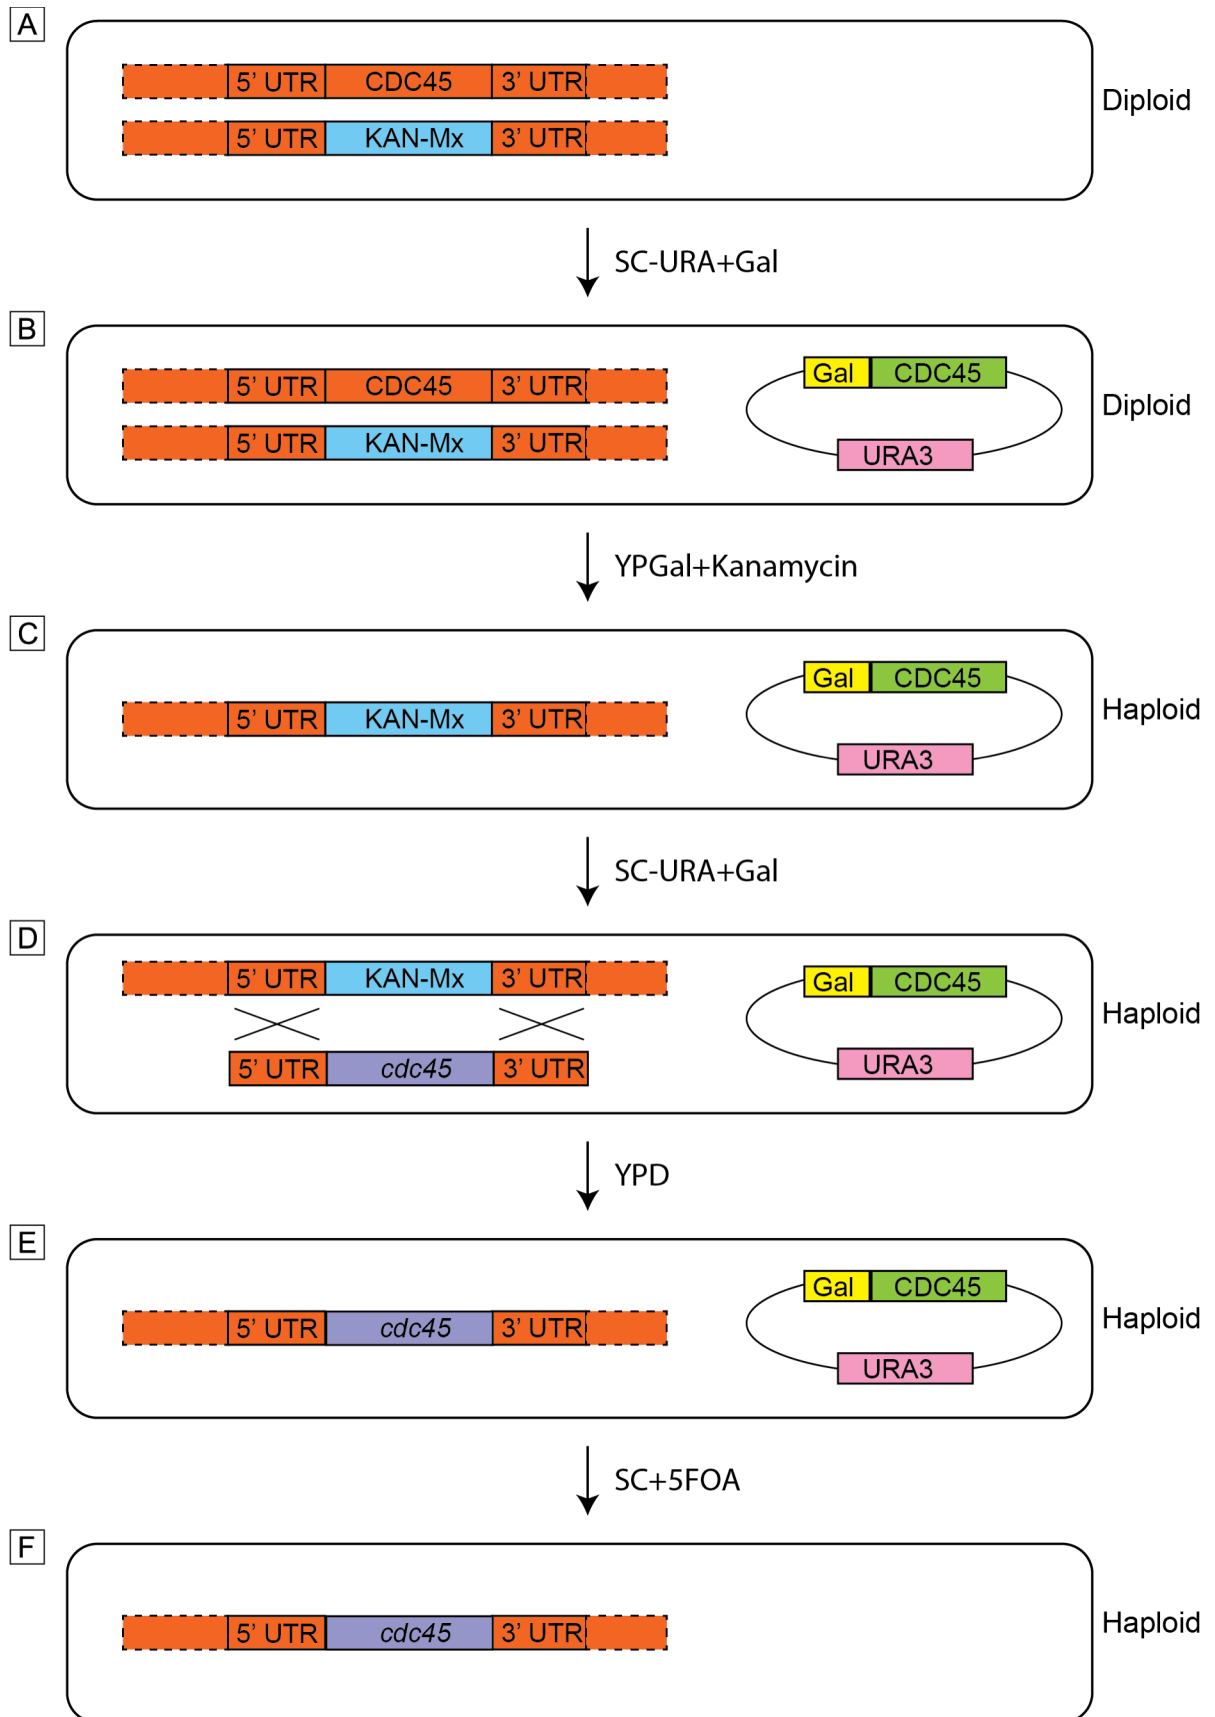 A
5' UTR CDC45 3' UTR
5' UTR KAN-Mx 3' UTR
Diploid
SC-URA+Gal
B
5' UTR CDC45 3' UTR
5' UTR KAN-Mx 3' UTR
Gal CDC45
URA3
Diploid
YPGal+Kanamycin
C
5' UTR KAN-Mx 3' UTR
Gal CDC45
URA3
Haploid
SC-URA+Gal
D
5' UTR KAN-Mx 3' UTR
5' UTR cdc45 3' UTR
Gal CDC45
URA3
Haploid
YPD
E
5' UTR cdc45 3' UTR
Gal CDC45
URA3
Haploid
SC+5FOA
F
5' UTR cdc45 3' UTR
Haploid